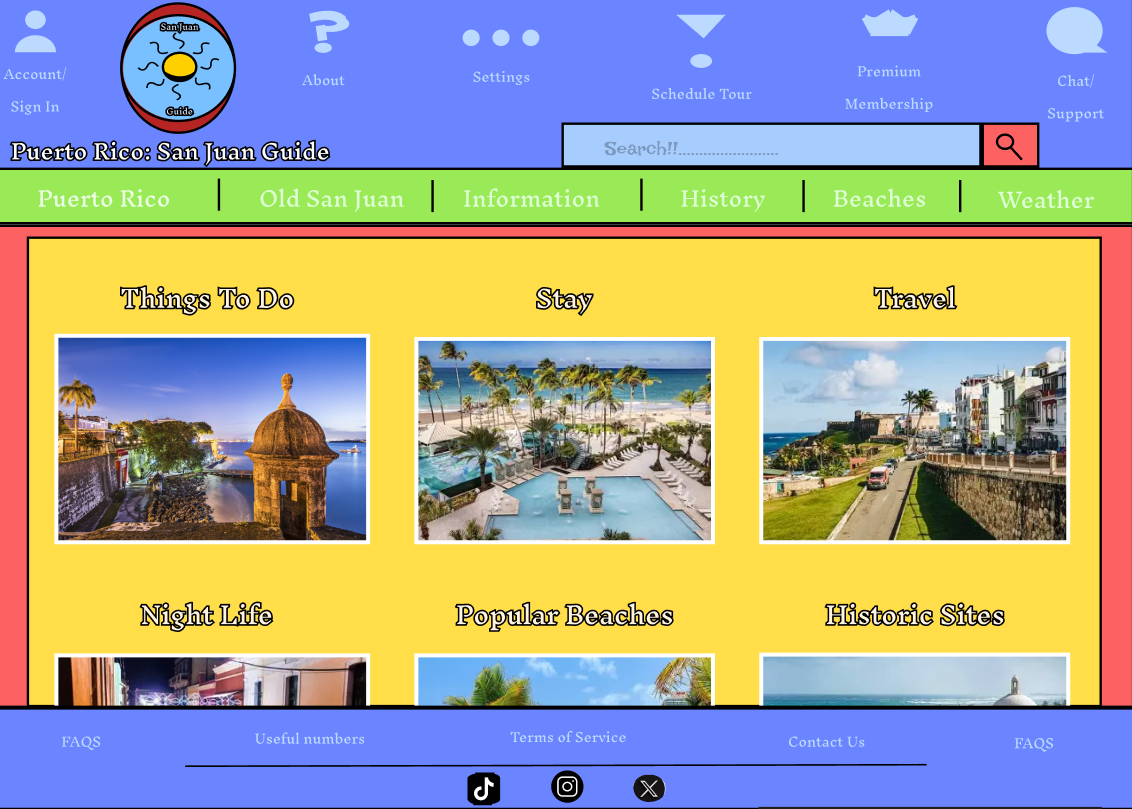 Account/
Sign In
San Juan
Guide
About
Settings
Schedule Tour
Premium
Membership
Chat/
Support
Puerto Rico: San Juan Guide
Search!!........................
Puerto Rico
Old San Juan
Information
History
Beaches
Weather
Things To Do
Stay
Travel
Night Life
Popular Beaches
Historic Sites
FAQS
Useful numbers
Terms of Service
Contact Us
FAQS